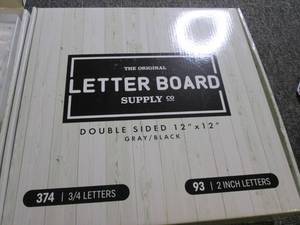 THE ORIGINAL
LETTER BOARD
SUPPLY CO
DOUBLE SIDED 12"x12"
GRAY/BLACK
374 | 3/4 LETTERS
93 | 2 INCH LETTERS